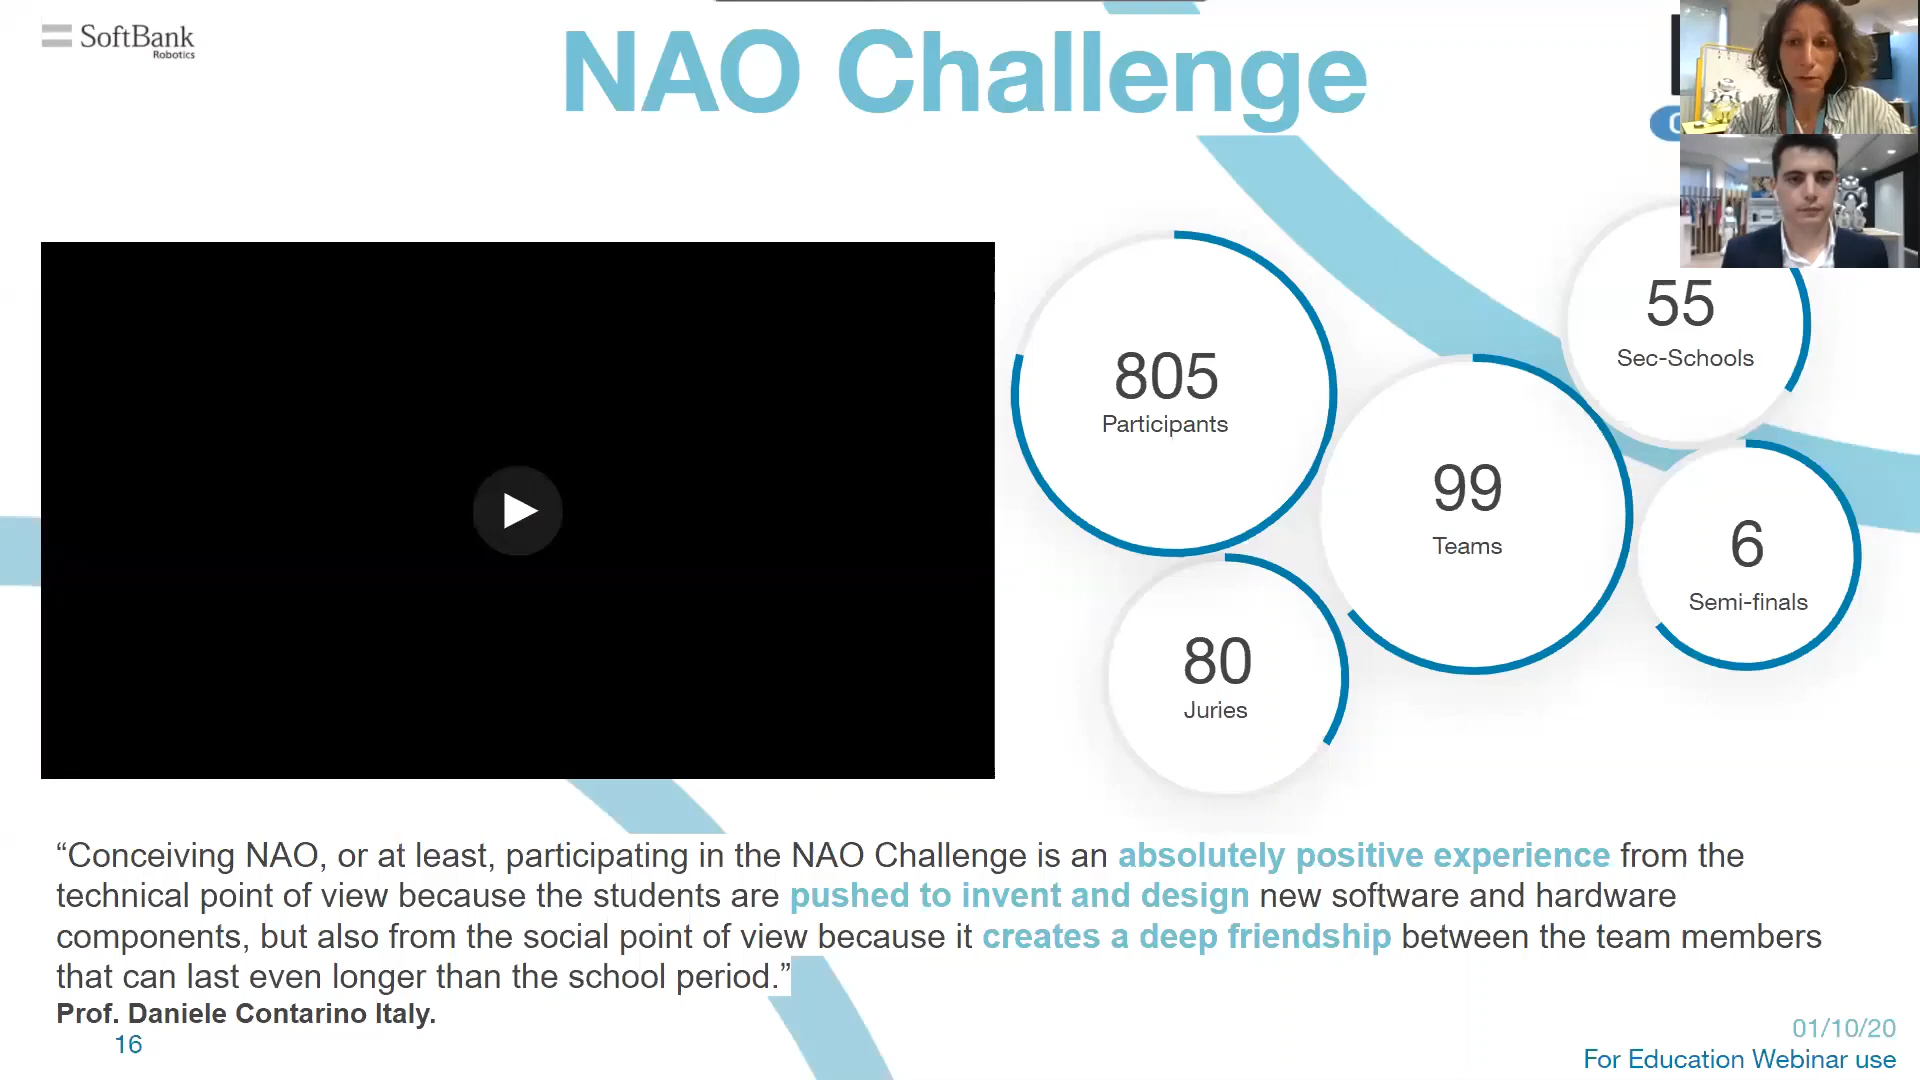 SoftBank
Robotics
NAO Challenge
55
Sec-Schools
805
Participants
99
Teams
6
Semi-finals
80
Juries
“Conceiving NAO, or at least, participating in the NAO Challenge is an absolutely positive experience from the
technical point of view because the students are pushed to invent and design new software and hardware
components, but also from the social point of view because it creates a deep friendship between the team members
that can last even longer than the school period.”
Prof. Daniele Contarino Italy.
16
01/10/20
For Education Webinar use